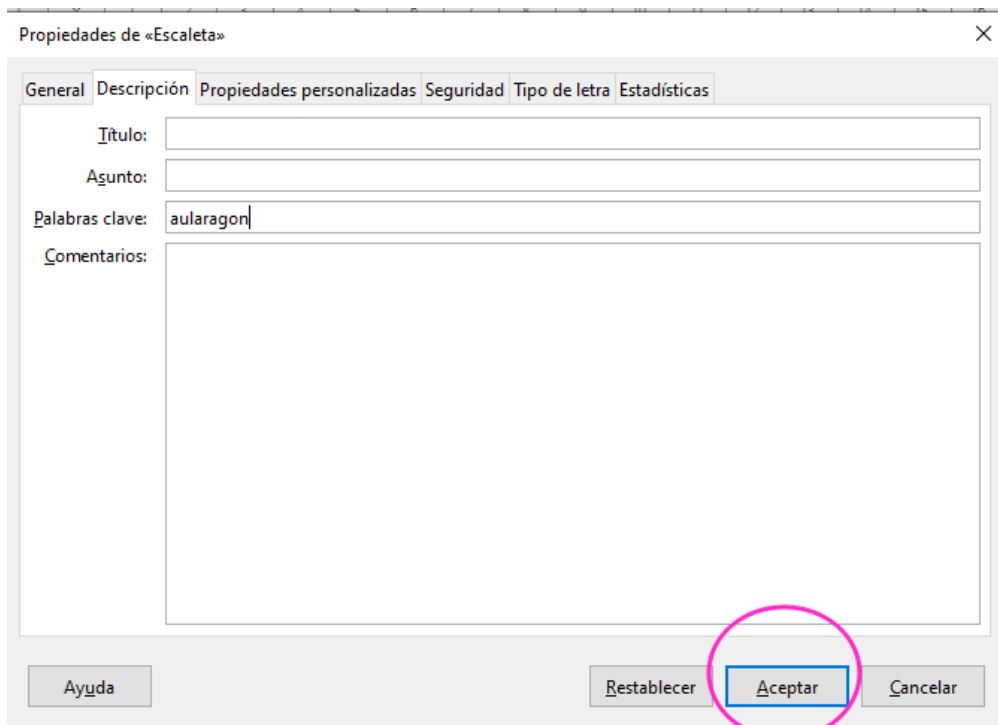 Propiedades de «Escaleta»
General Descripción Propiedades personalizadas Seguridad Tipo de letra Estadísticas
Título:
Asunto:
Palabras clave: aularagon
Comentarios:
Ayuda Restablecer Aceptar Cancelar